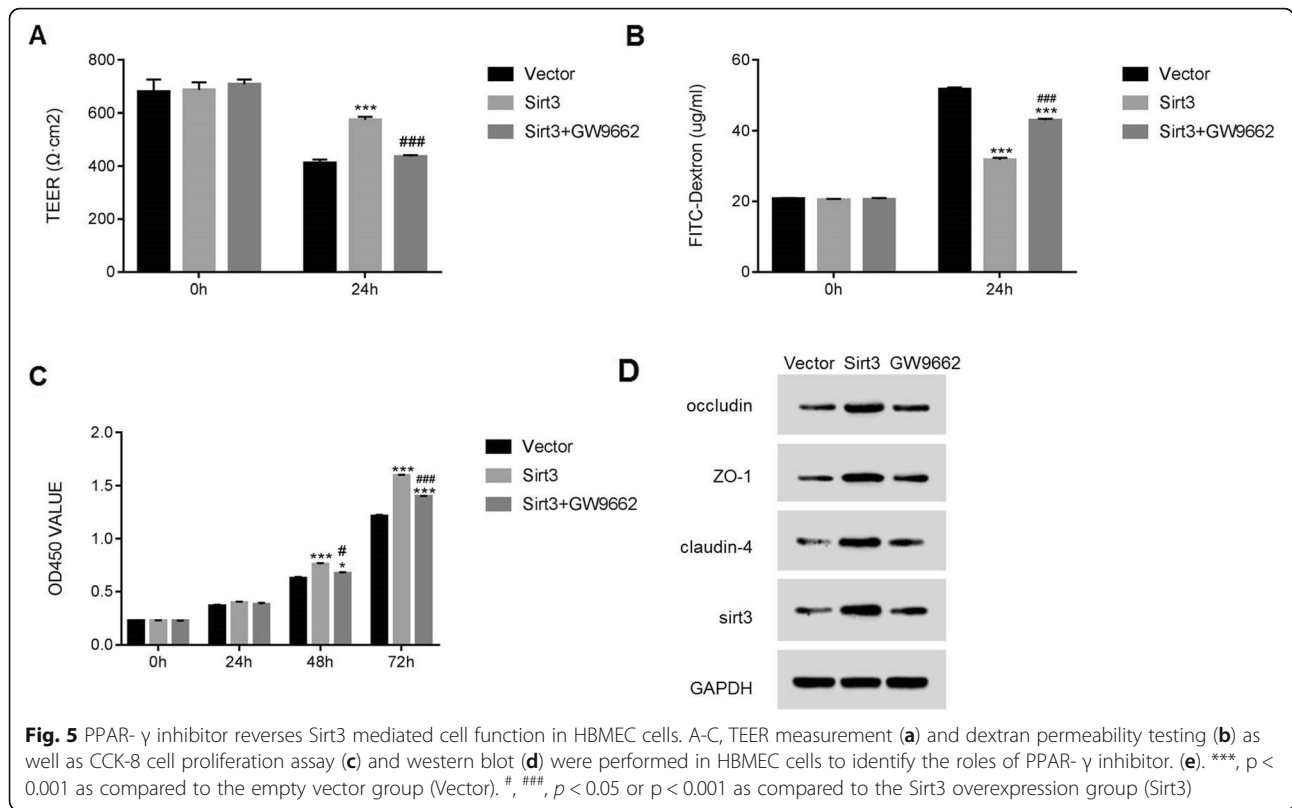 A
800
600
400
200
0
TEER (Ω·cm2)
***
###
0h
24h
Vector
Sirt3
Sirt3+GW9662
B
60
40
20
0
FITC-Dextron (ug/ml)
***
###
***
0h
24h
Vector
Sirt3
Sirt3+GW9662
C
2.0
1.5
1.0
0.5
0.0
OD450 VALUE
***
#
*
***
###
***
0h
24h
48h
72h
Vector
Sirt3
Sirt3+GW9662
D
Vector Sirt3 GW9662
occludin
ZO-1
claudin-4
sirt3
GAPDH
Fig. 5 PPAR- γ inhibitor reverses Sirt3 mediated cell function in HBMEC cells. A-C, TEER measurement (a) and dextran permeability testing (b) as
well as CCK-8 cell proliferation assay (c) and western blot (d) were performed in HBMEC cells to identify the roles of PPAR- γ inhibitor. (e). ***, p <
0.001 as compared to the empty vector group (Vector). #, ###, p < 0.05 or p < 0.001 as compared to the Sirt3 overexpression group (Sirt3)